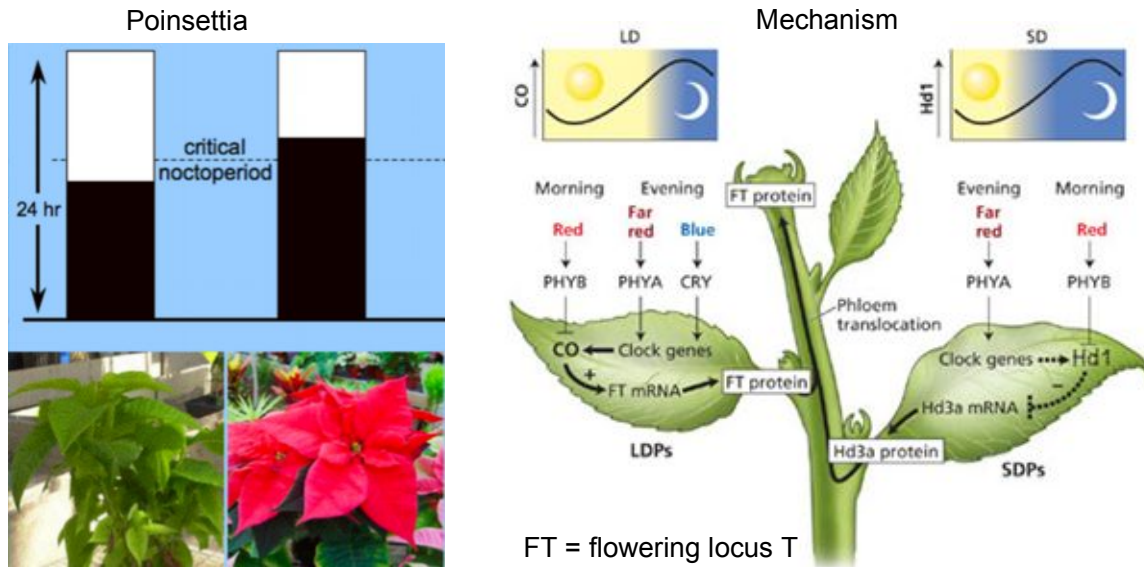 Poinsettia
critical
noctoperiod
24 hr
Mechanism
LD
CO
SD
Hd1
Morning
Evening
Red
Far
red
Blue
PHYB
PHYA
CRY
CO
Clock genes
+
FT mRNA
FT protein
LDPs
FT protein
Phloem
translocation
Evening
Morning
Far
red
Red
PHYA
PHYB
Clock genes
Hd1
−
Hd3a mRNA
Hd3a protein
SDPs
FT = flowering locus T